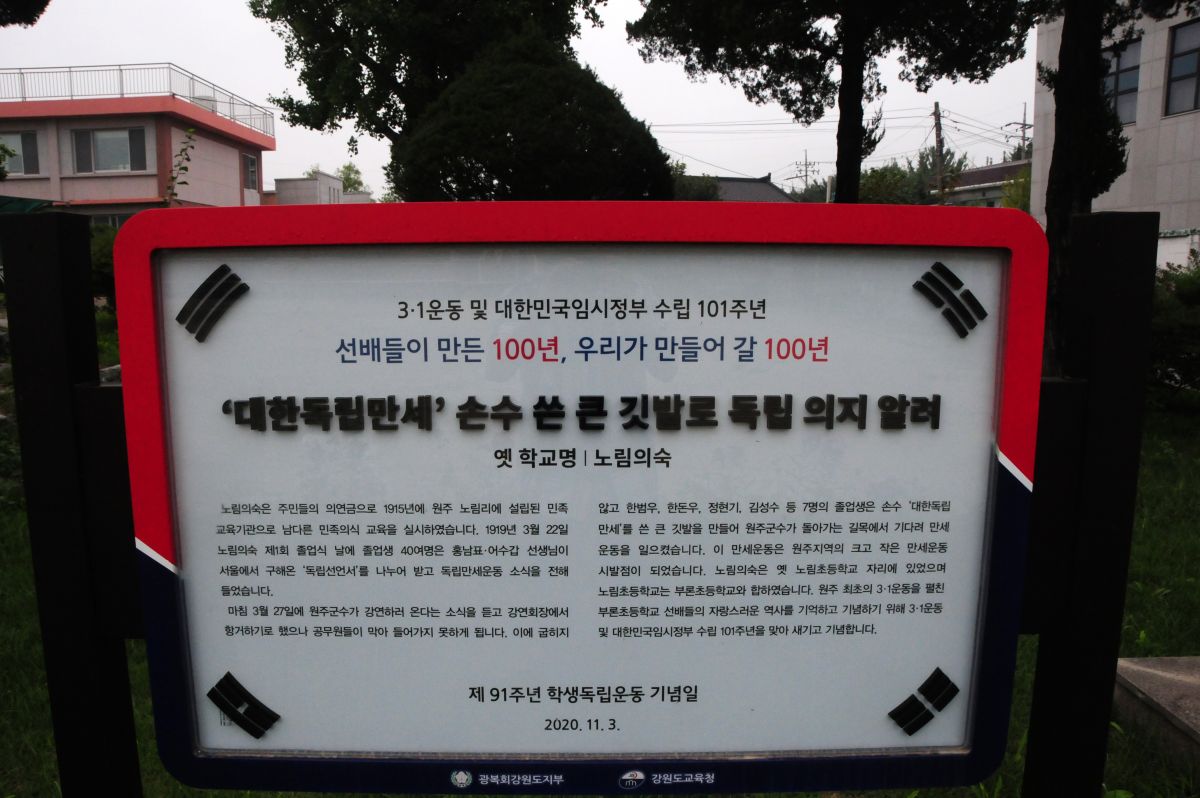 3·1운동 및 대한민국임시정부 수립 101주년
선배들이 만든 100년, 우리가 만들어 갈 100년
‘대한독립만세’ 손수 쓴 큰 깃발로 독립 의지 알려
옛 학교명 | 노림의숙
노림의숙은 주민들의 의연금으로 1915년에 원주 노림리에 설립된 민족
교육기관으로 남다른 민족의식 교육을 실시하였습니다. 1919년 3월 22일
노림의숙 제1회 졸업식 날에 졸업생 40여명은 홍남표·어수갑 선생님이
서울에서 구해온 ‘독립선언서’를 나누어 받고 독립만세운동 소식을 전해
들었습니다.
마침 3월 27일에 원주군수가 강연하러 온다는 소식을 듣고 강연회장에서
항거하기로 했으나 공무원들이 막아 들어가지 못하게 됩니다. 이에 굽히지
않고 한범우, 한돈우, 정현기, 김성수 등 7명의 졸업생은 손수 ‘대한독립
만세’를 쓴 큰 깃발을 만들어 원주군수가 돌아가는 길목에서 기다려 만세
운동을 일으켰습니다. 이 만세운동은 원주지역의 크고 작은 만세운동
시발점이 되었습니다. 노림의숙은 옛 노림초등학교 자리에 있었으며
노림초등학교는 부론초등학교와 합하였습니다. 원주 최초의 3·1운동을 펼친
부론초등학교 선배들의 자랑스러운 역사를 기억하고 기념하기 위해 3·1운동
및 대한민국임시정부 수립 101주년을 맞아 새기고 기념합니다.
제 91주년 학생독립운동 기념일
2020. 11. 3.
광복회강원도지부
강원도교육청